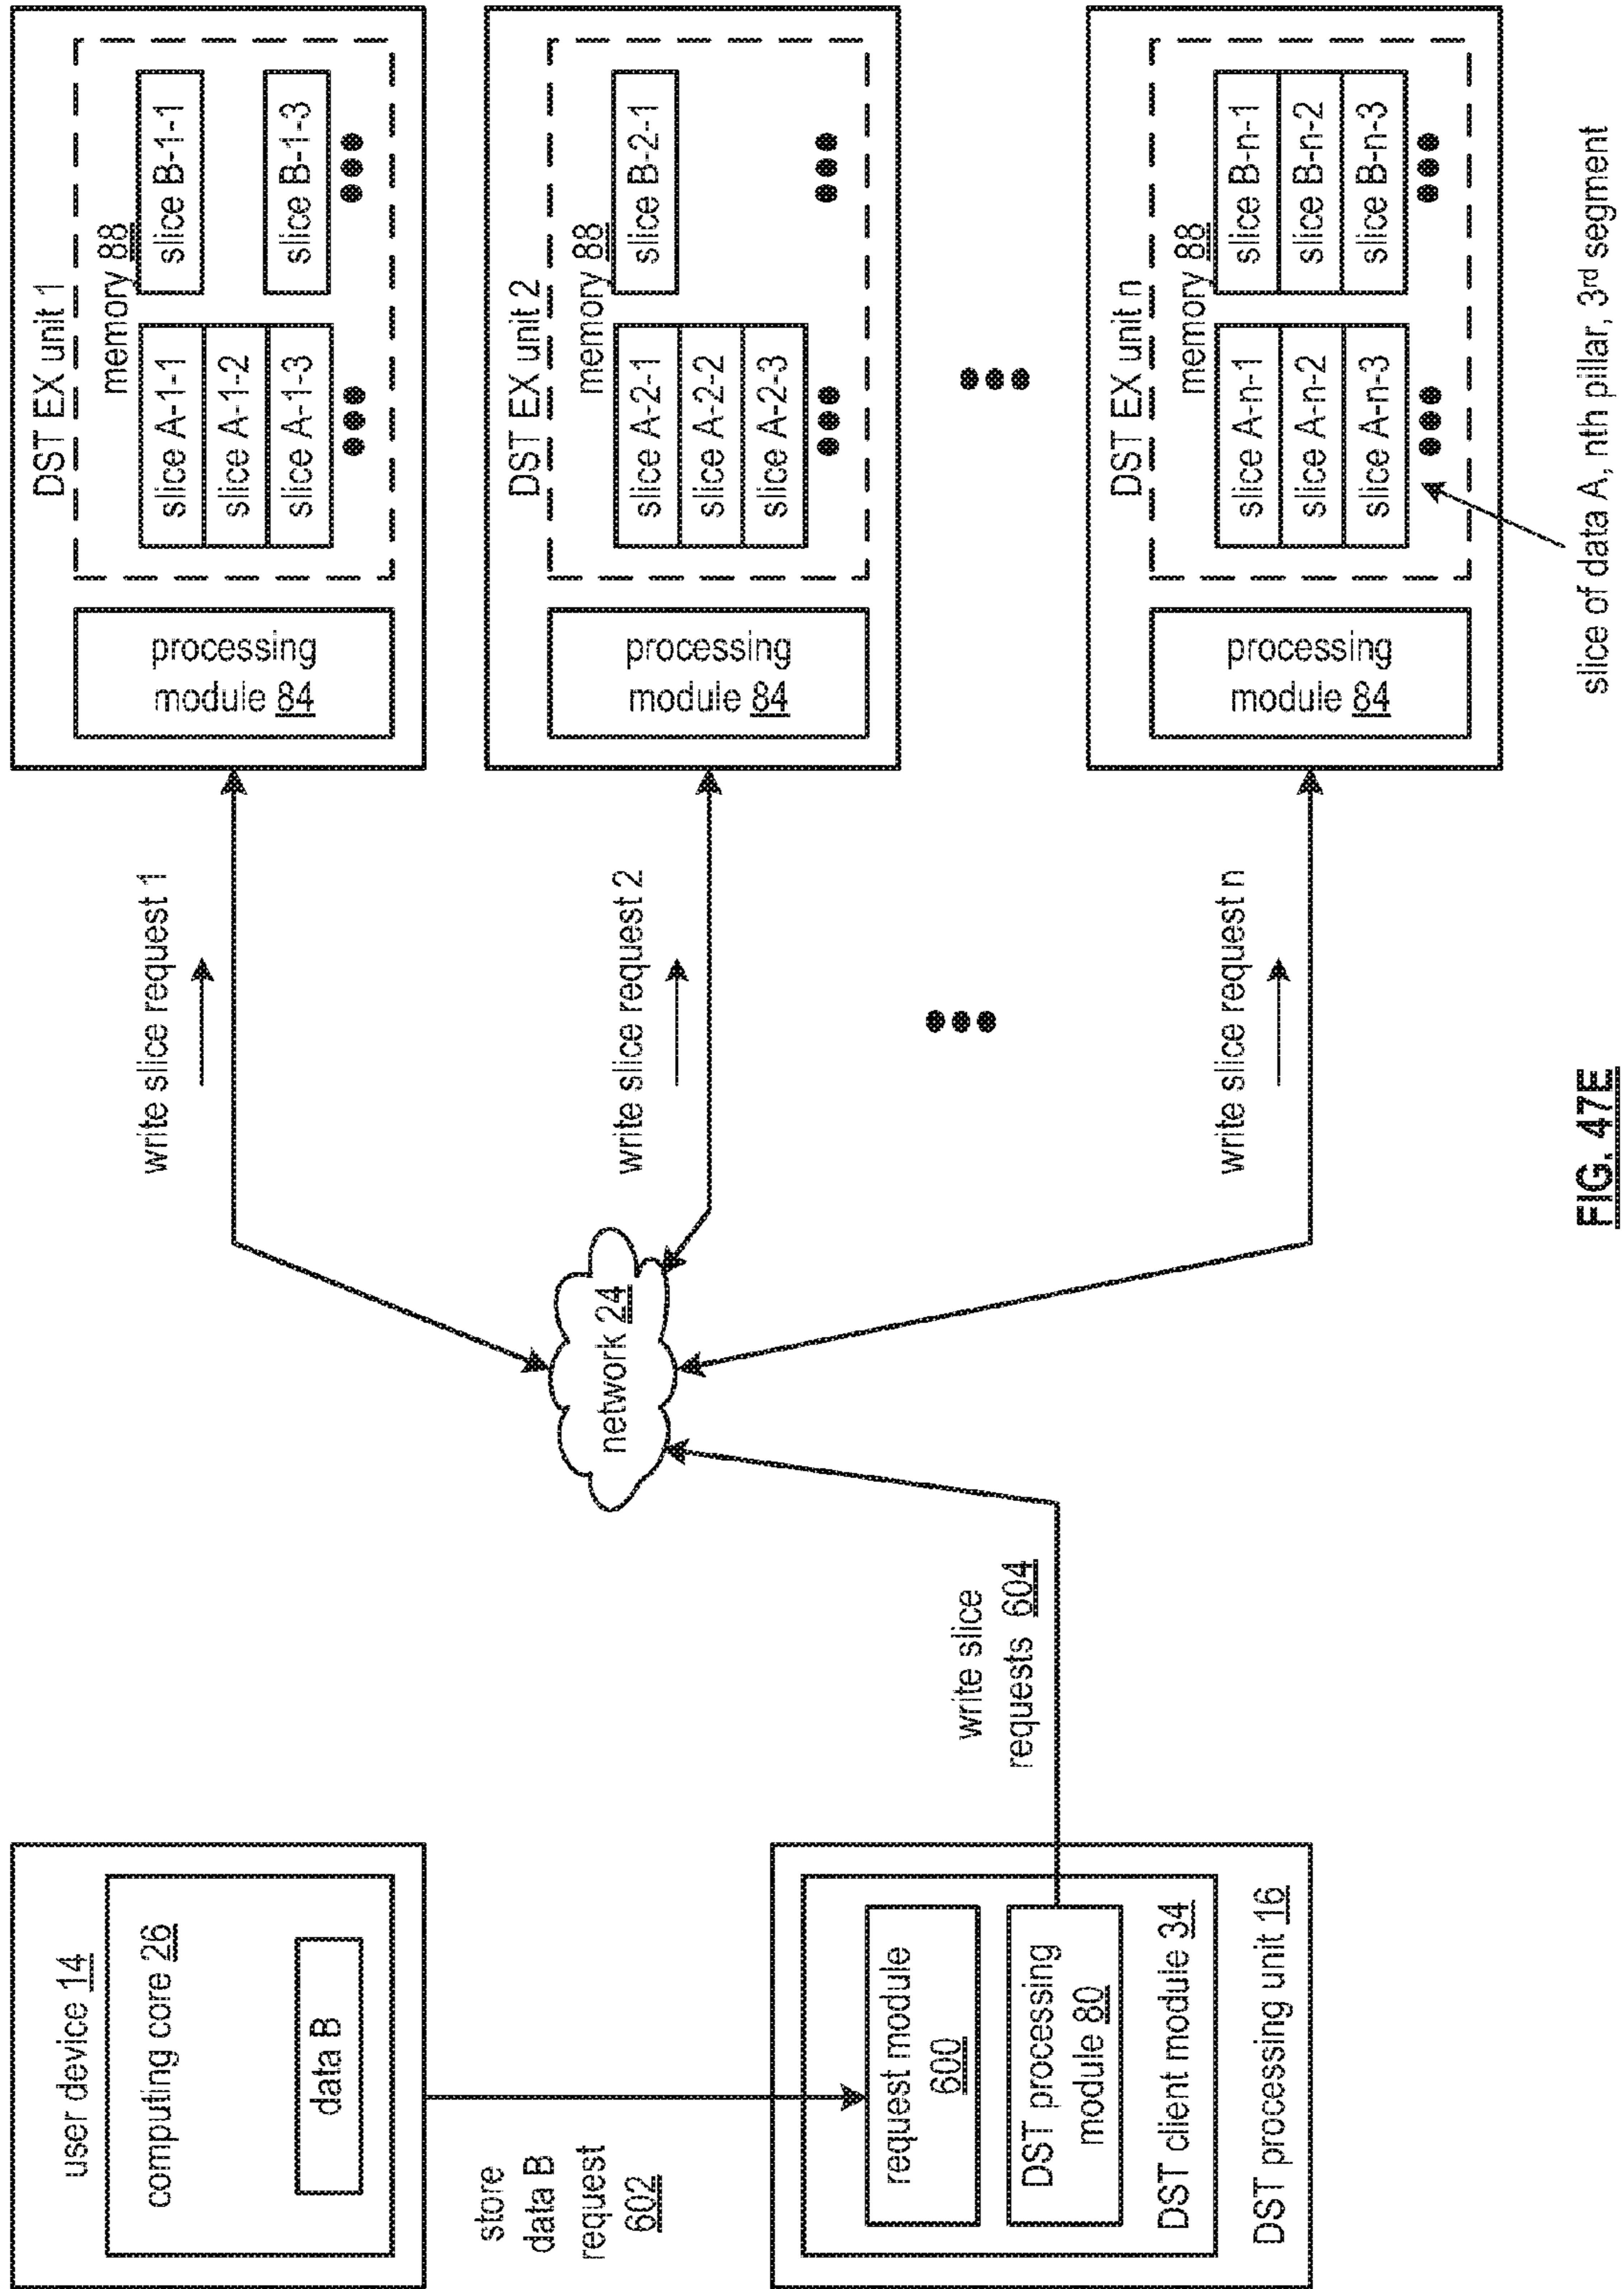 user device 14
computing core 26
data B
store
data B
request
602
request module
600
DST processing
module 80
DST client module 34
DST processing unit 16
write slice
requests 604
network 24
write slice request 1
write slice request 2
write slice request n
DST EX unit 1
processing
module 84
memory 88
slice A-1-1
slice A-1-2
slice A-1-3
slice B-1-1
slice B-1-3
DST EX unit 2
processing
module 84
memory 88
slice A-2-1
slice A-2-2
slice A-2-3
slice B-2-1
DST EX unit n
processing
module 84
memory 88
slice A-n-1
slice A-n-2
slice A-n-3
slice B-n-1
slice B-n-2
slice B-n-3
slice of data A, nth pillar, 3rd segment
FIG. 47E